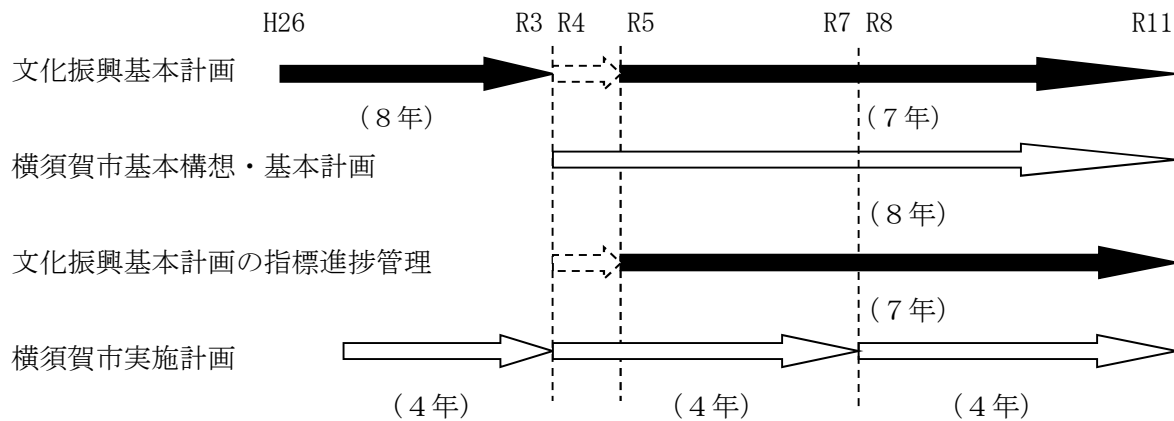 H26 R3 R4 R5 R7 R8 R11
文化振興基本計画
（８年） （７年）
横須賀市基本構想・基本計画
（８年）
文化振興基本計画の指標進捗管理
（７年）
横須賀市実施計画
（４年） （４年） （４年）